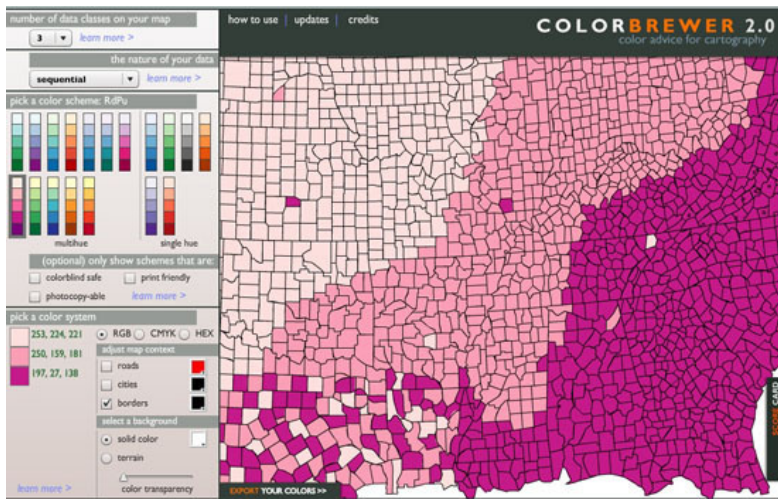 number of data classes on your map
3
learn more >
the nature of your data
sequential
learn more >
pick a color scheme: RdPu
multihue
single hue
(optional) only show schemes that are:
colorblind safe
print friendly
photocopy-able
learn more >
pick a color system
253, 224, 221
250, 159, 181
197, 27, 138
RGB
CMYK
HEX
adjust map context
roads
cities
borders
select a background
solid color
terrain
color transparency
learn more >
how to use | updates | credits
COLORBREWER 2.0
color advice for cartography
SCORE CARD
EXPORT YOUR COLORS >>